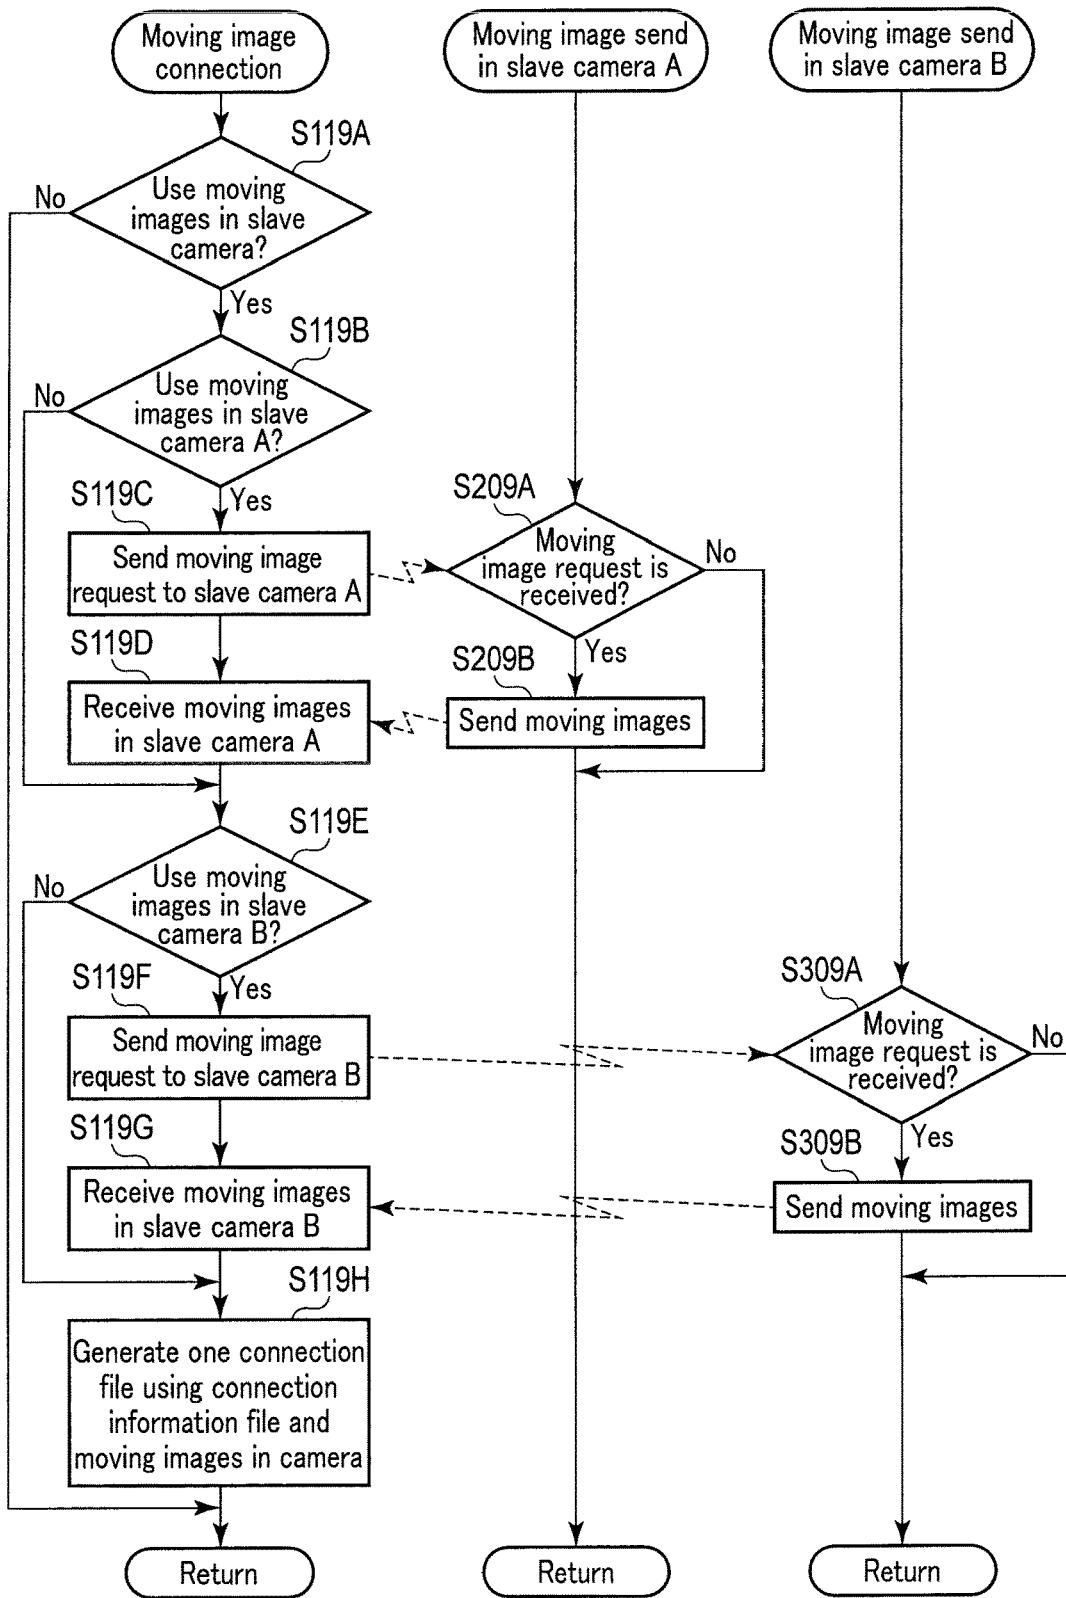 Moving image
connection
Moving image send
in slave camera A
Moving image send
in slave camera B
S119A
Use moving
images in slave
camera?
No
Yes
S119B
Use moving
images in slave
camera A?
No
Yes
S119C
Send moving image
request to slave camera A
S209A
Moving
image request is
received?
No
Yes
S119D
Receive moving images
in slave camera A
S209B
Send moving images
S119E
Use moving
images in slave
camera B?
No
Yes
S119F
Send moving image
request to slave camera B
S309A
Moving
image request is
received?
No
Yes
S119G
Receive moving images
in slave camera B
S309B
Send moving images
S119H
Generate one connection
file using connection
information file and
moving images in camera
Return
Return
Return